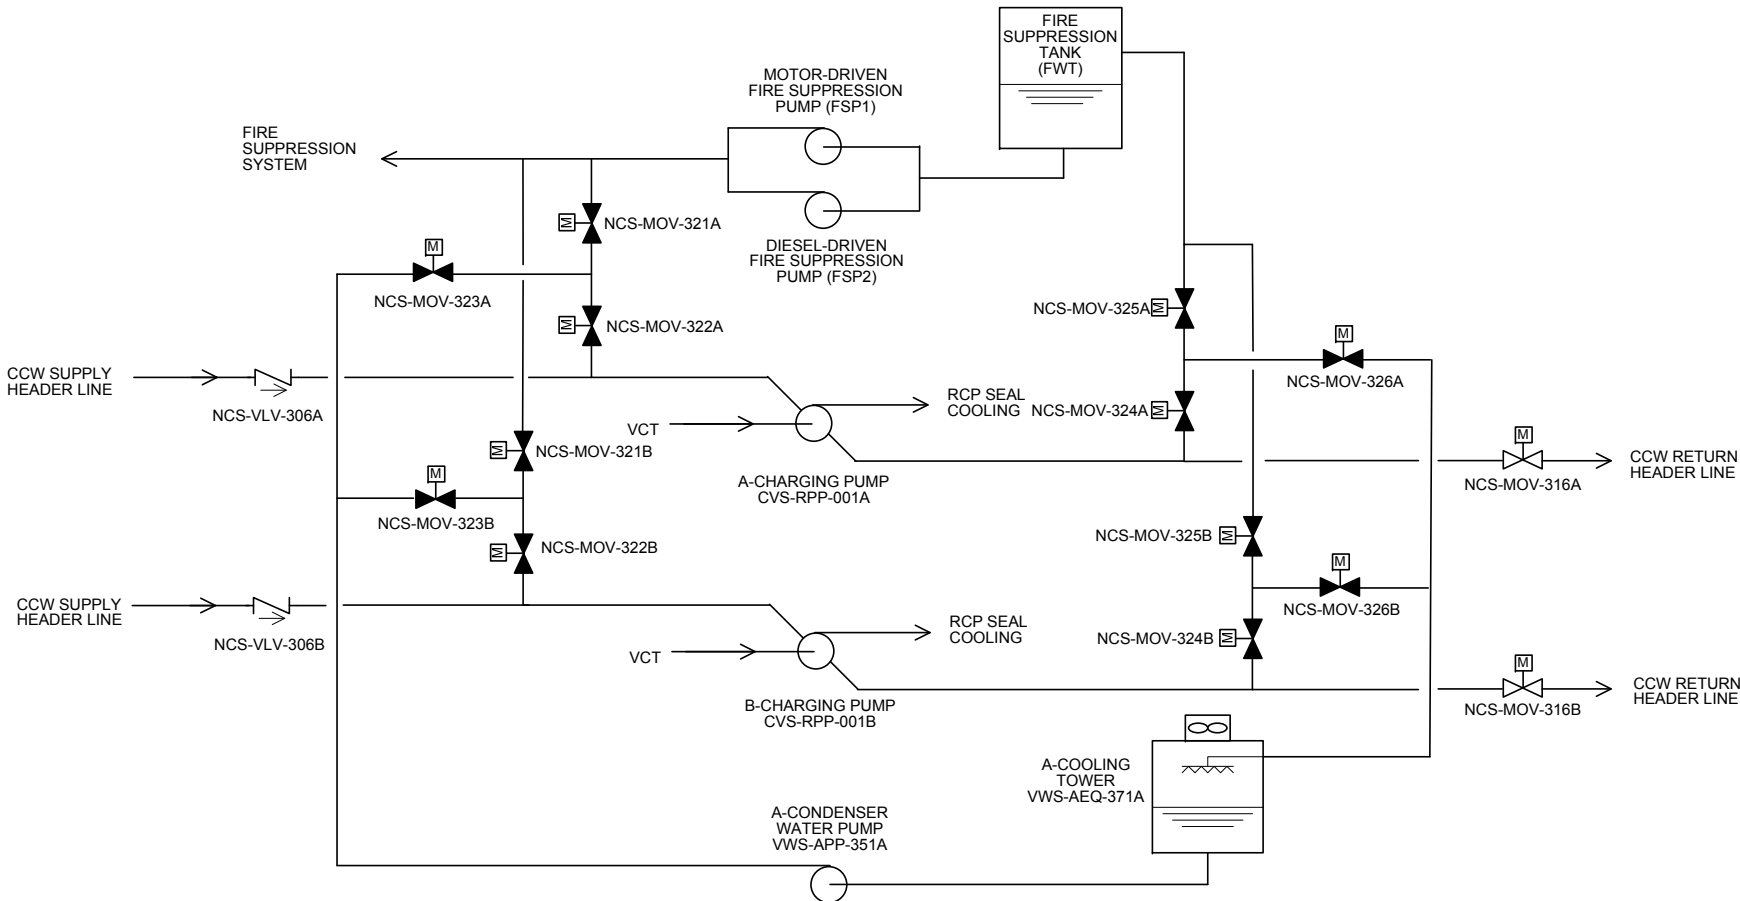 FIRE
SUPPRESSION
TANK
(FWT)
MOTOR-DRIVEN
FIRE SUPPRESSION
PUMP (FSP1)
FIRE
SUPPRESSION
SYSTEM
M
NCS-MOV-321A
DIESEL-DRIVEN
FIRE SUPPRESSION
PUMP (FSP2)
M
NCS-MOV-323A
M
NCS-MOV-322A
NCS-MOV-325A
M
M
NCS-MOV-326A
CCW SUPPLY
HEADER LINE
NCS-VLV-306A
RCP SEAL
COOLING
NCS-MOV-324A
M
VCT
M
NCS-MOV-321B
A-CHARGING PUMP
CVS-RPP-001A
M
NCS-MOV-316A
CCW RETURN
HEADER LINE
M
NCS-MOV-323B
M
NCS-MOV-322B
NCS-MOV-325B
M
M
NCS-MOV-326B
CCW SUPPLY
HEADER LINE
NCS-VLV-306B
RCP SEAL
COOLING
NCS-MOV-324B
M
VCT
B-CHARGING PUMP
CVS-RPP-001B
M
NCS-MOV-316B
CCW RETURN
HEADER LINE
A-COOLING
TOWER
VWS-AEQ-371A
A-CONDENSER
WATER PUMP
VWS-APP-351A